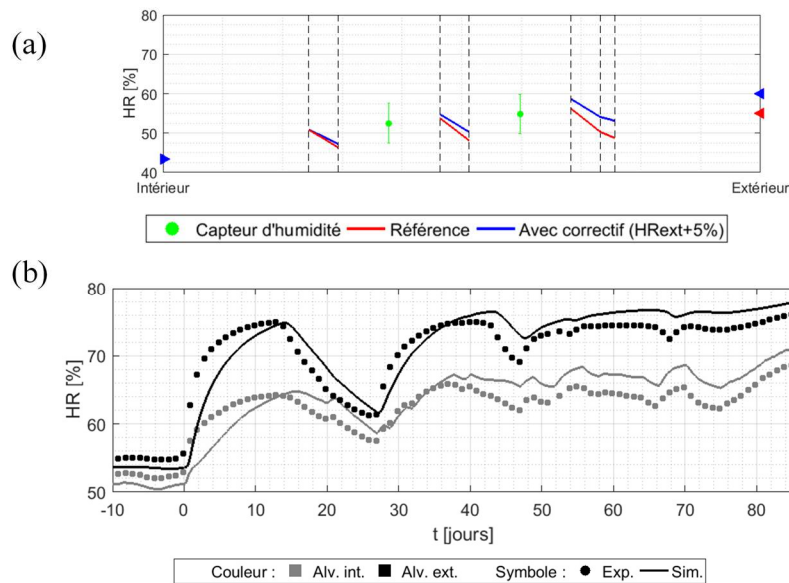 (a)
80
70
60
50
40
HR [%]
Intérieur
Extérieur
Capteur d'humidité Référence Avec correctif (HRext+5%)
(b)
80
70
60
50
HR [%]
-10 0 10 20 30 40 50 60 70 80
t [jours]
Couleur : Alv. int. Alv. ext. Symbole : Exp. Sim.